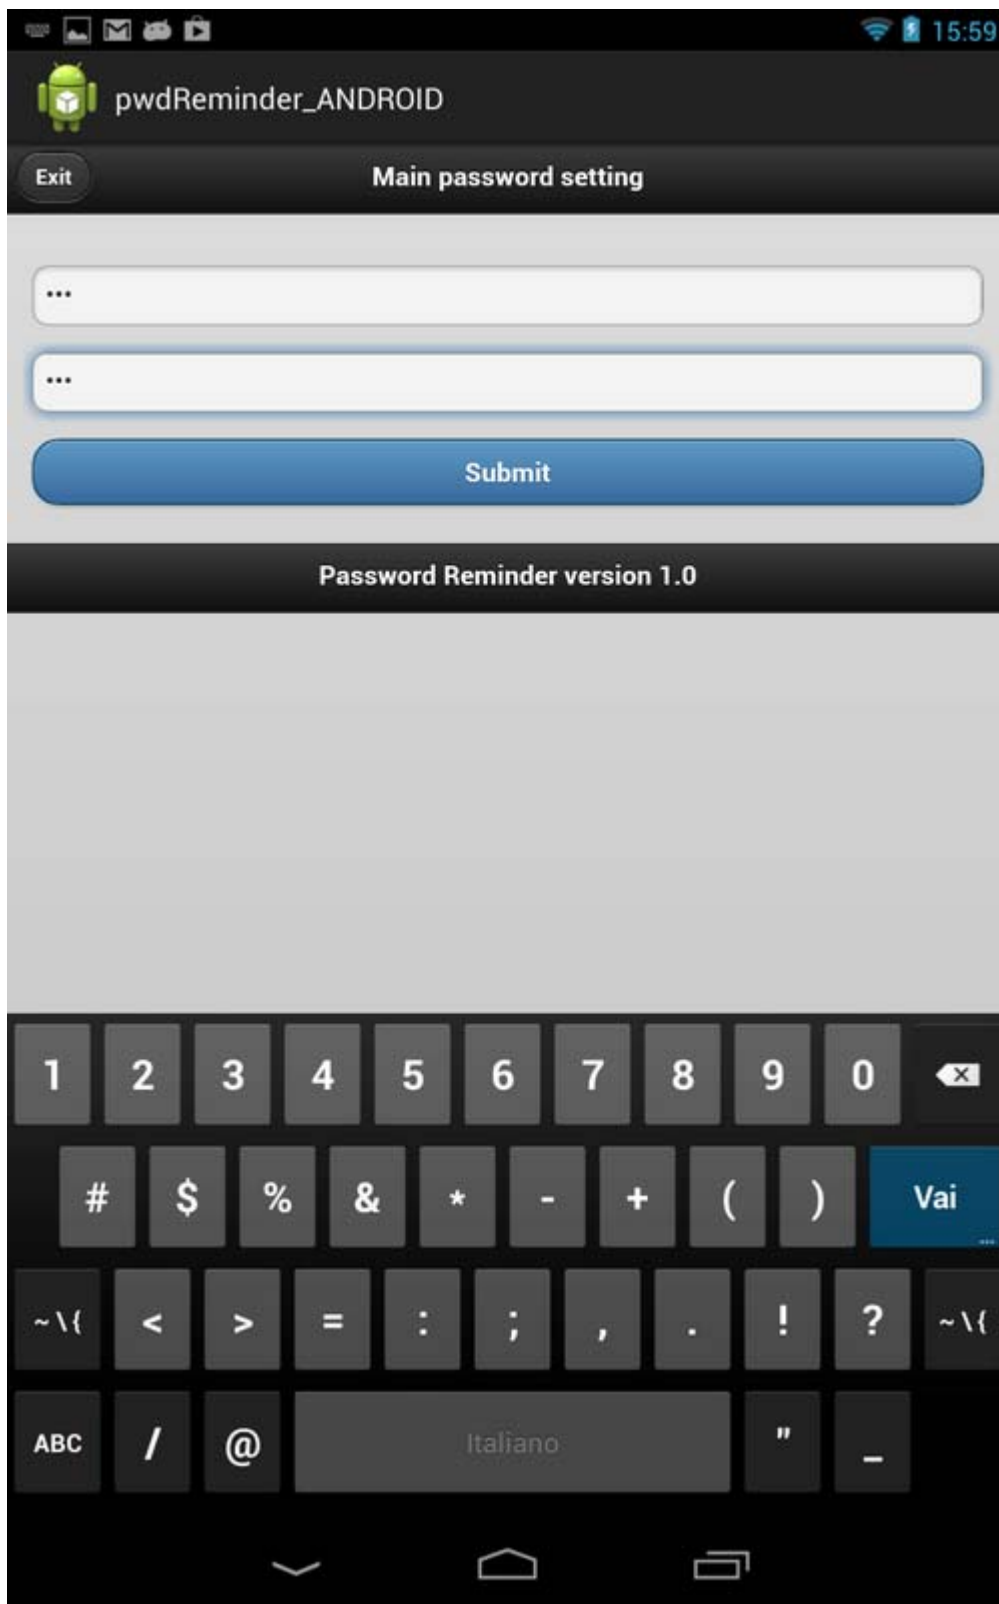 15:59
pwdReminder_ANDROID
Exit Main password setting
•••
•••
Submit
Password Reminder version 1.0
1 2 3 4 5 6 7 8 9 0
# $ % & * - + ( ) Vai ...
~ \ { < > = : ; , . ! ? ~ \ {
ABC / @ Italiano " _